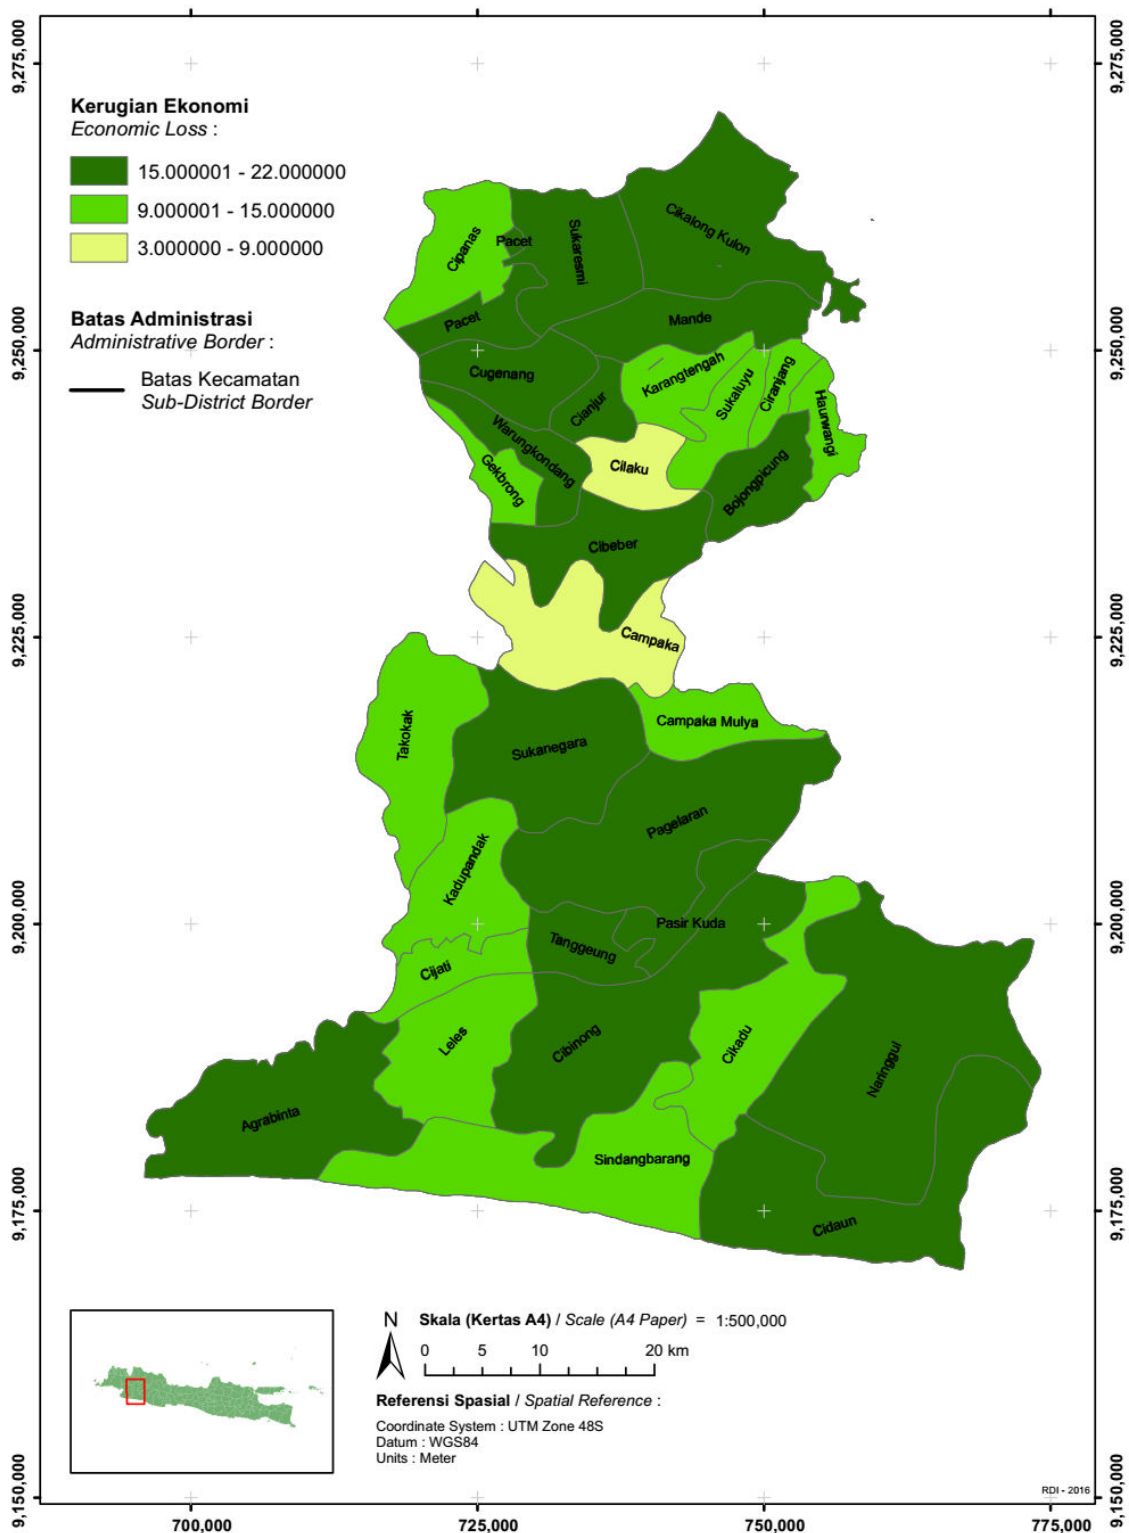 9,275,000
9,275,000
Kerugian Ekonomi
Economic Loss :
15.000001 - 22.000000
9.000001 - 15.000000
3.000000 - 9.000000
Batas Administrasi
Administrative Border :
Batas Kecamatan
Sub-District Border
Cikalong Kulon
Cipanas
Pacet
Sukaresmi
Pacet
Mande
9,250,000
9,250,000
Cugenang
Karangtengah
Sukaluyu
Ciranjang
Haurwangi
Cianjur
Warungkondang
Gekbrong
Cilaku
Bojongpicung
Cibeber
9,225,000
9,225,000
Campaka
Takokak
Sukanegara
Campaka Mulya
Pagelaran
Kadupandak
9,200,000
9,200,000
Pasir Kuda
Tanggeung
Cijati
Leles
Cibinong
Cikadu
Naringgul
Agrabinta
Sindangbarang
9,175,000
9,175,000
Cidaun
N
Skala (Kertas A4) / Scale (A4 Paper) = 1:500,000
0 5 10 20 km
Referensi Spasial / Spatial Reference :
Coordinate System : UTM Zone 48S
Datum : WGS84
Units : Meter
RDI - 2016
9,150,000
9,150,000
700,000 725,000 750,000 775,000